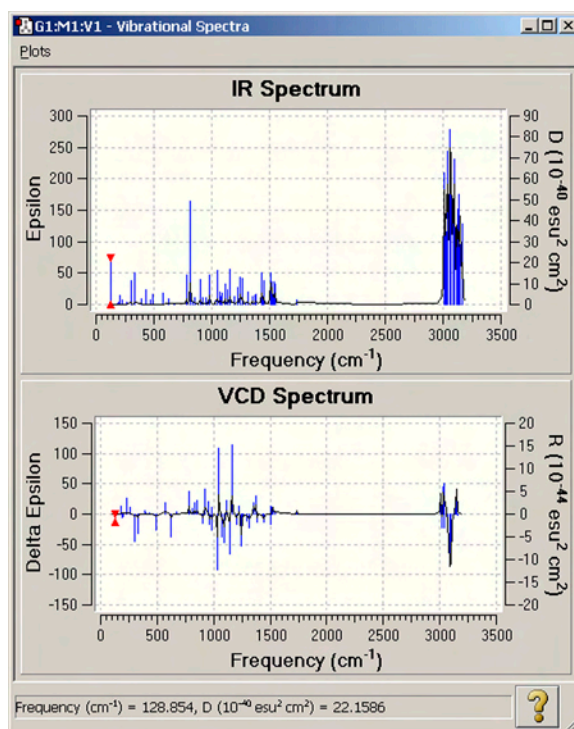 G1:M1:V1 - Vibrational Spectra
Plots
IR Spectrum
300
250
200
150
100
50
0
Epsilon
90
80
70
60
50
40
30
20
10
0
D (10⁻⁴⁰ esu² cm²)
0 500 1000 1500 2000 2500 3000 3500
Frequency (cm⁻¹)
VCD Spectrum
150
100
50
0
-50
-100
-150
Delta Epsilon
20
15
10
5
0
-5
-10
-15
-20
R (10⁻⁴⁴ esu² cm²)
0 500 1000 1500 2000 2500 3000 3500
Frequency (cm⁻¹)
Frequency (cm⁻¹) = 128.854, D (10⁻⁴⁰ esu² cm²) = 22.1586
?